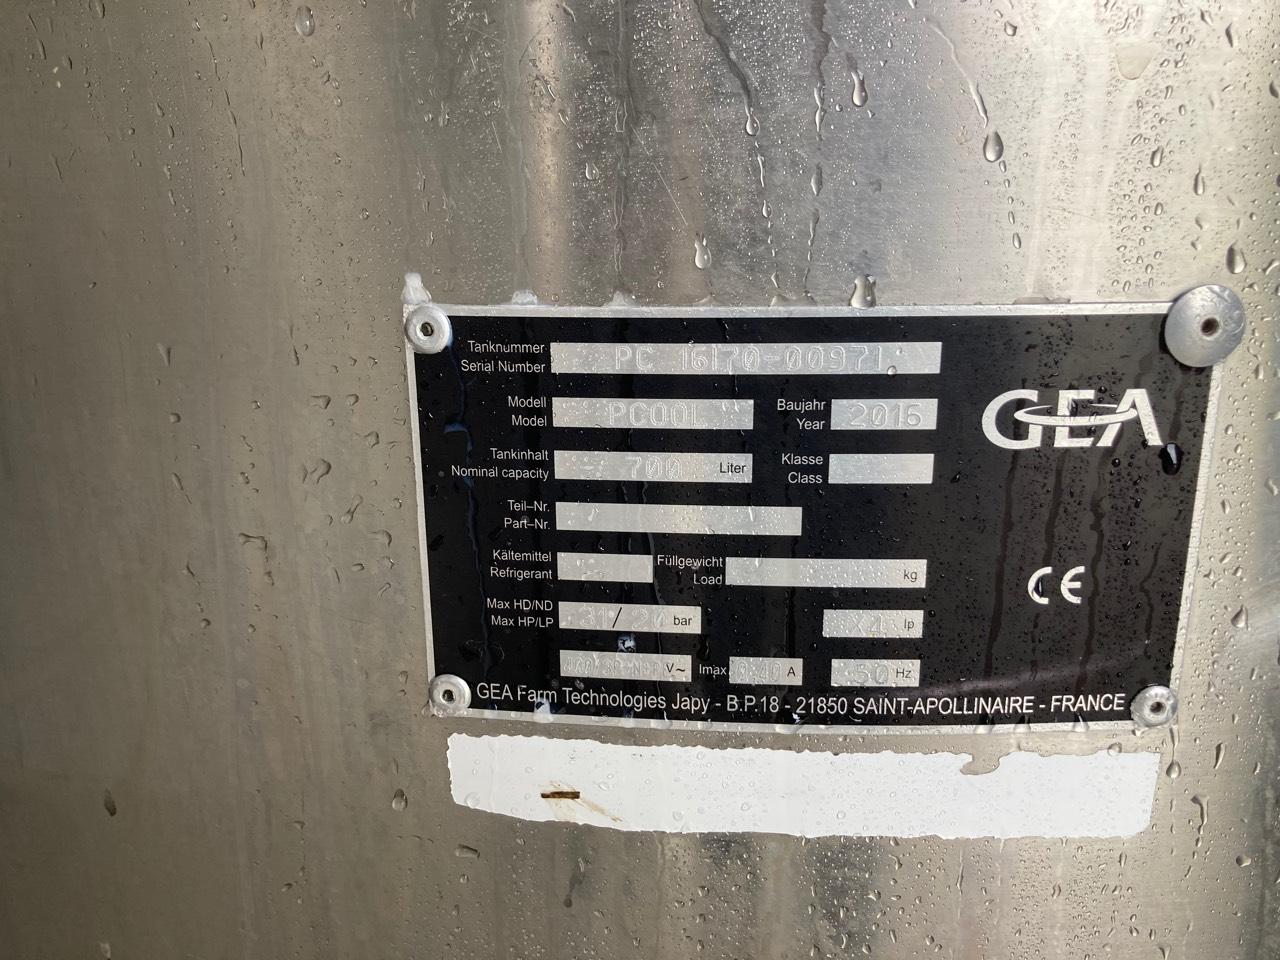 Tanknummer
Serial Number
PC 16170-00971
Modell
Model
PCOOL
Baujahr
Year
2016
GEA
Tankinhalt
Nominal capacity
700 Liter
Klasse
Class
Teil–Nr.
Part–Nr.
Kältemittel
Refrigerant
Füllgewicht
Load
kg
CE
Max HD/ND
Max HP/LP
31/20 bar
X4 Ip
V~
Imax
A
50 Hz
GEA Farm Technologies Japy - B.P.18 - 21850 SAINT-APOLLINAIRE - FRANCE